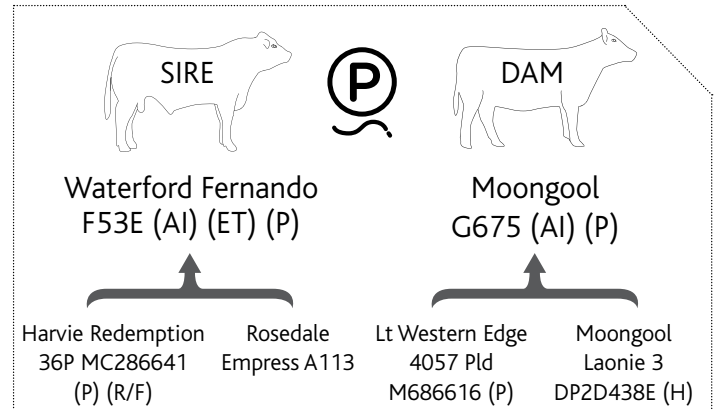 SIRE
P
DAM
Waterford Fernando
F53E (AI) (ET) (P)
Moongool
G675 (AI) (P)
Harvie Redemption
36P MC286641
(P) (R/F)
Rosedale
Empress A113
Lt Western Edge
4057 Pld
M686616 (P)
Moongool
Laonie 3
DP2D438E (H)